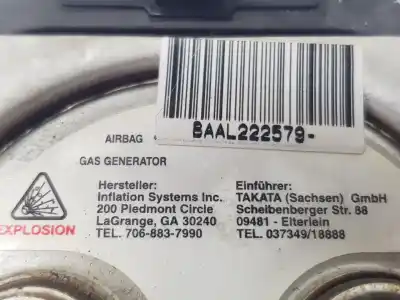 BAAL222579-
AIRBAG
GAS GENERATOR
EXPLOSION
Hersteller:
Inflation Systems Inc.
200 Piedmont Circle
LaGrange, GA 30240
TEL. 706-883-7990
Einführer:
TAKATA (Sachsen) GmbH
Scheibenberger Str. 88
09481 - Elterlein
TEL. 037349/18888